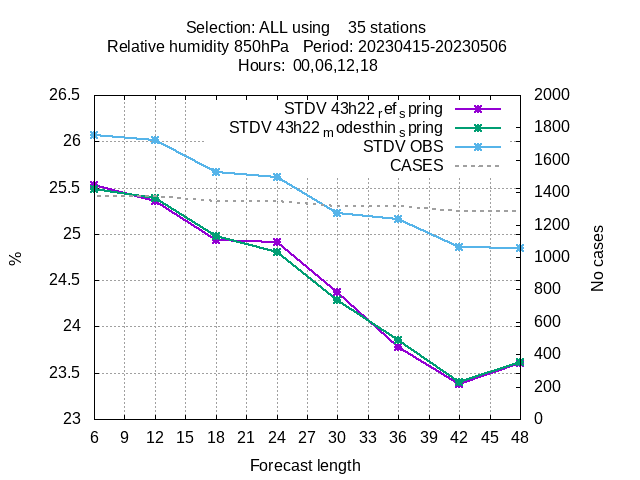 Selection: ALL using    35 stations
Relative humidity 850hPa   Period: 20230415-20230506
Hours:  00,06,12,18
26.5
26
25.5
25
24.5
24
23.5
23
%
STDV 43h22 ref spring
STDV 43h22 modesthin spring
STDV OBS
CASES
2000
1800
1600
1400
1200
1000
800
600
400
200
0
No cases
6 9 12 15 18 21 24 27 30 33 36 39 42 45 48
Forecast length